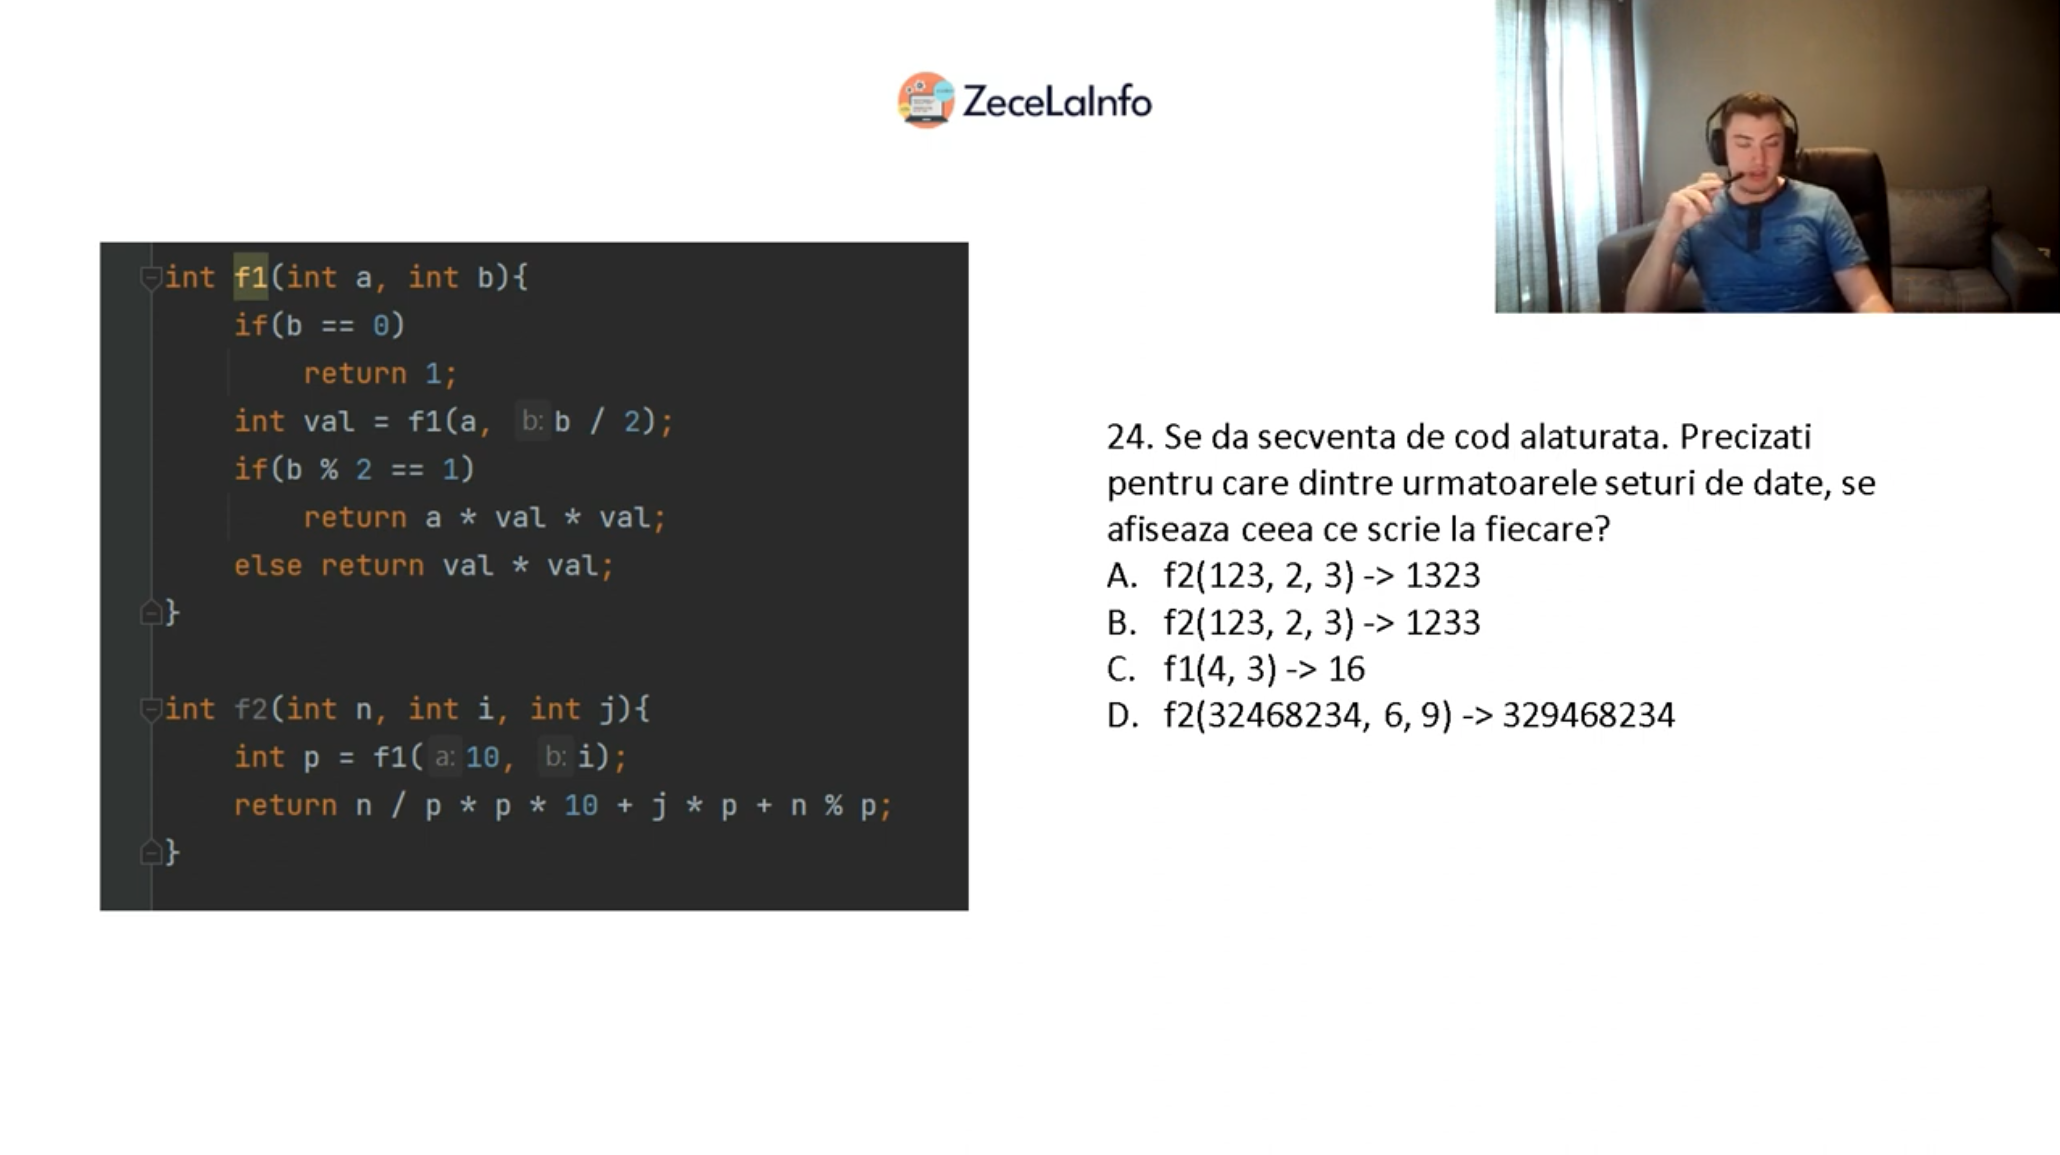 ZeceLaInfo
int f1(int a, int b){
if(b == 0)
return 1;
int val = f1(a, b: b / 2);
if(b % 2 == 1)
return a * val * val;
else return val * val;
}
int f2(int n, int i, int j){
int p = f1( a: 10, b: i);
return n / p * p * 10 + j * p + n % p;
}
24. Se da secventa de cod alaturata. Precizati
pentru care dintre urmatoarele seturi de date, se
afiseaza ceea ce scrie la fiecare?
A. f2(123, 2, 3) -> 1323
B. f2(123, 2, 3) -> 1233
C. f1(4, 3) -> 16
D. f2(32468234, 6, 9) -> 329468234